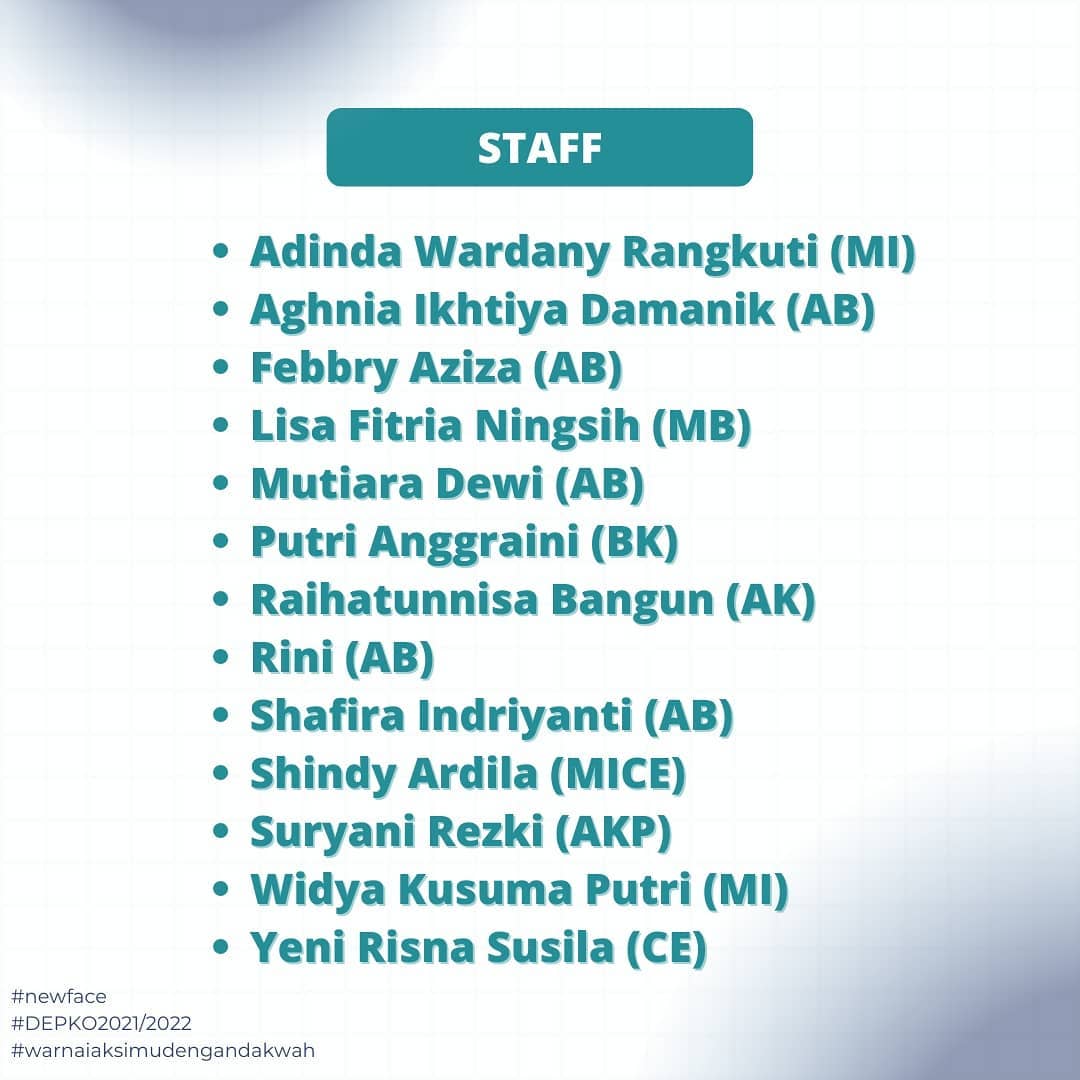 STAFF
• Adinda Wardany Rangkuti (MI)
• Aghnia Ikhtiya Damanik (AB)
• Febbry Aziza (AB)
• Lisa Fitria Ningsih (MB)
• Mutiara Dewi (AB)
• Putri Anggraini (BK)
• Raihatunnisa Bangun (AK)
• Rini (AB)
• Shafira Indriyanti (AB)
• Shindy Ardila (MICE)
• Suryani Rezki (AKP)
• Widya Kusuma Putri (MI)
• Yeni Risna Susila (CE)
#newface
#DEPKO2021/2022
#warnaiaksimudengandakwah